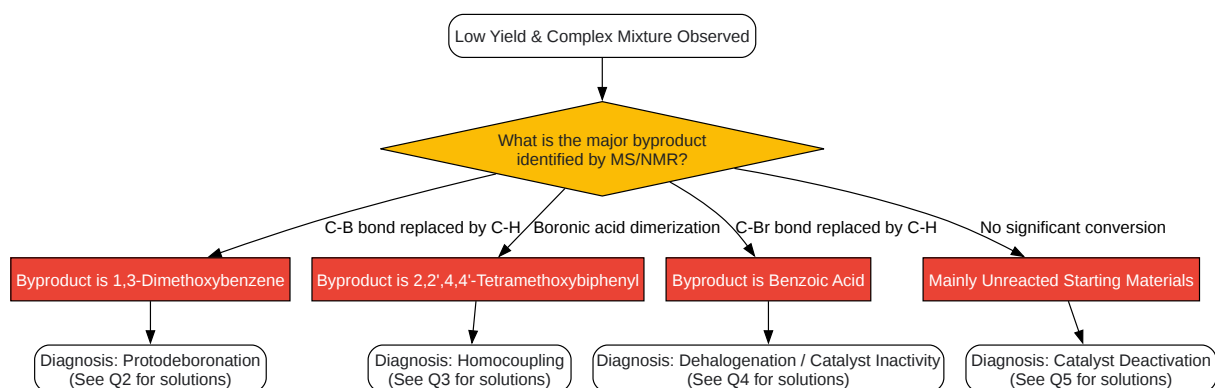 Low Yield & Complex Mixture Observed
What is the major byproduct
identified by MS/NMR?
C-B bond replaced by C-H
Boronic acid dimerization
C-Br bond replaced by C-H
No significant conversion
Byproduct is 1,3-Dimethoxybenzene
Byproduct is 2,2',4,4'-Tetramethoxybiphenyl
Byproduct is Benzoic Acid
Mainly Unreacted Starting Materials
Diagnosis: Protodeboronation
(See Q2 for solutions)
Diagnosis: Homocoupling
(See Q3 for solutions)
Diagnosis: Dehalogenation / Catalyst Inactivity
(See Q4 for solutions)
Diagnosis: Catalyst Deactivation
(See Q5 for solutions)